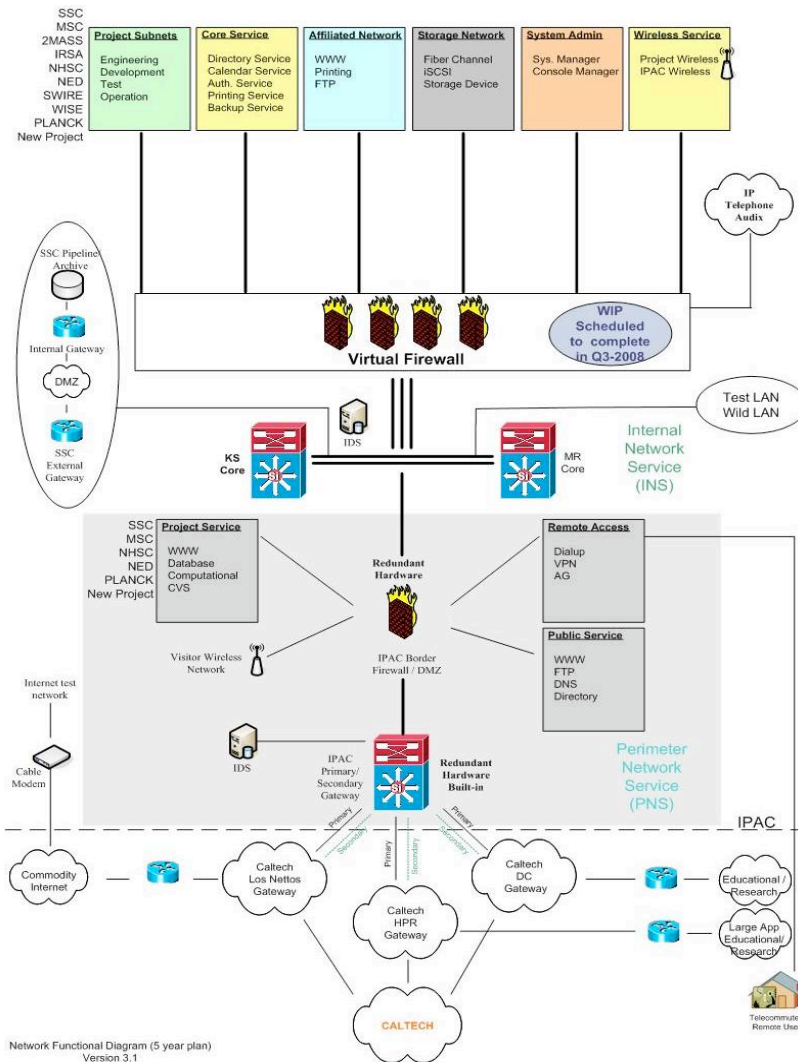 SSC
MSC
2MASS
IRSA
NHSC
NED
SWIRE
WISE
PLANCK
New Project
Project Subnets
Engineering
Development
Test
Operation
Core Service
Directory Service
Calendar Service
Auth. Service
Printing Service
Backup Service
Affiliated Network
WWW
Printing
FTP
Storage Network
Fiber Channel
iSCSI
Storage Device
System Admin
Sys. Manager
Console Manager
Wireless Service
Project Wireless
IPAC Wireless
IP
Telephone
Audix
SSC Pipeline/
Archive
Internal Gateway
DMZ
SSC
External
Gateway
Virtual Firewall
WIP
Scheduled
to complete
in Q3-2008
IDS
Test LAN
Wild LAN
KS
Core
Si
MR
Core
Si
Internal
Network
Service
(INS)
SSC
MSC
NHSC
NED
PLANCK
New Project
Project Service
WWW
Database
Computational
CVS
Redundant
Hardware
IPAC Border
Firewall / DMZ
Remote Access
Dialup
VPN
AG
Public Service
WWW
FTP
DNS
Directory
Visitor Wireless
Network
Internet test
network
Cable
Modem
IDS
IPAC
Primary/
Secondary
Gateway
Si
Redundant
Hardware
Built-in
Perimeter
Network
Service
(PNS)
IPAC
Primary
Secondary
Primary
Secondary
Primary
Secondary
Commodity
Internet
Caltech
Los Nettos
Gateway
Caltech
HPR
Gateway
Caltech
DC
Gateway
Educational /
Research
Large App
Educational/
Research
CALTECH
Telecommute
Remote Use
Network Functional Diagram (5 year plan)
Version 3.1